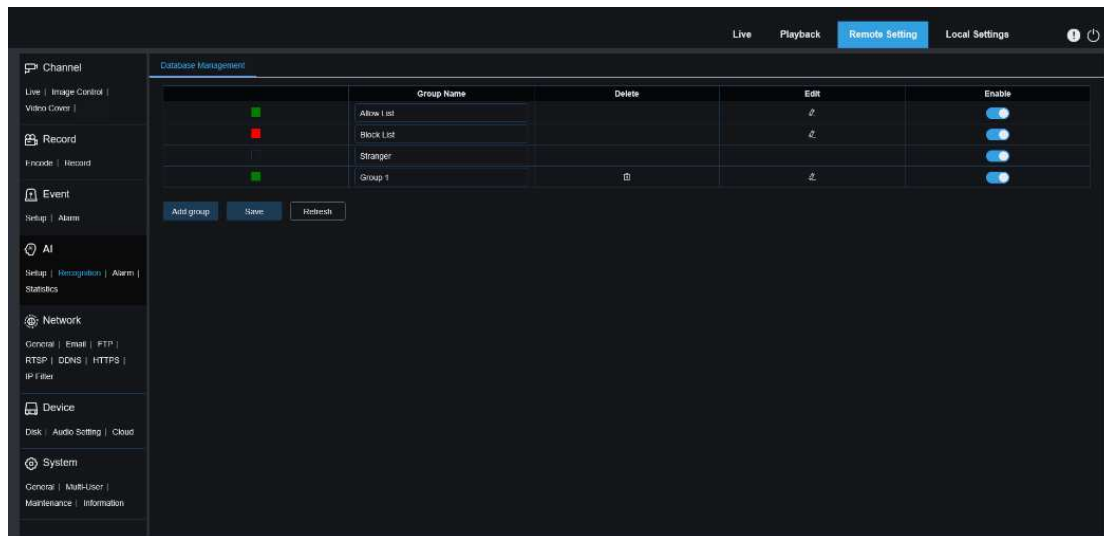 Live Playback Remote Setting Local Settings
Channel
Live | Image Control |
Video Cover |
Record
Encode | Record
Event
Setup | Alarm
AI
Setup | Recognition | Alarm |
Statistics
Network
General | Email | FTP |
RTSP | DDNS | HTTPS |
IP Filter
Device
Disk | Audio Setting | Cloud
System
General | Multi-User |
Maintenance | Information
Database Management
Group Name Delete Edit Enable
Allow List
Block List
Stranger
Group 1
Add group Save Refresh